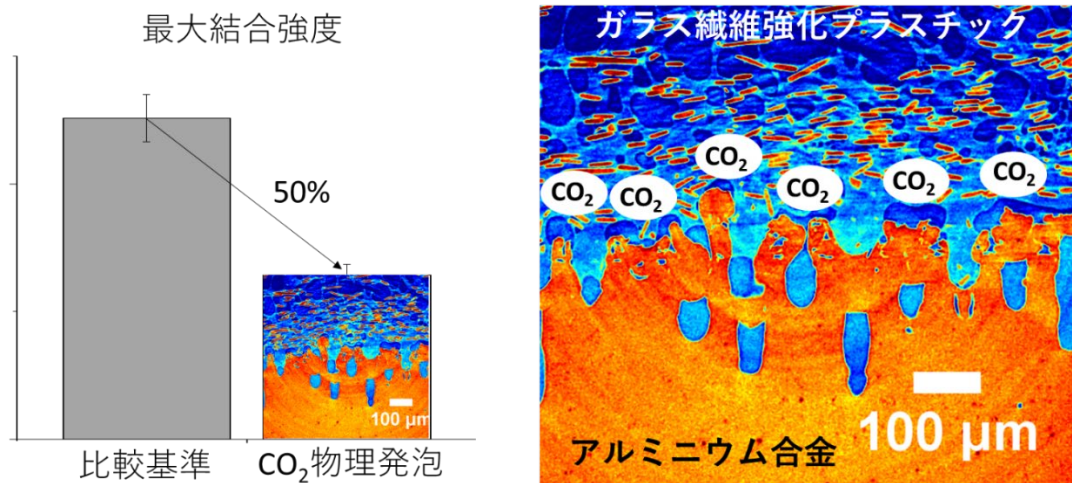 最大結合強度
50%
100 µm
比較基準
CO₂物理発泡
ガラス繊維強化プラスチック
CO₂
CO₂
CO₂
CO₂
CO₂
CO₂
100 µm
アルミニウム合金